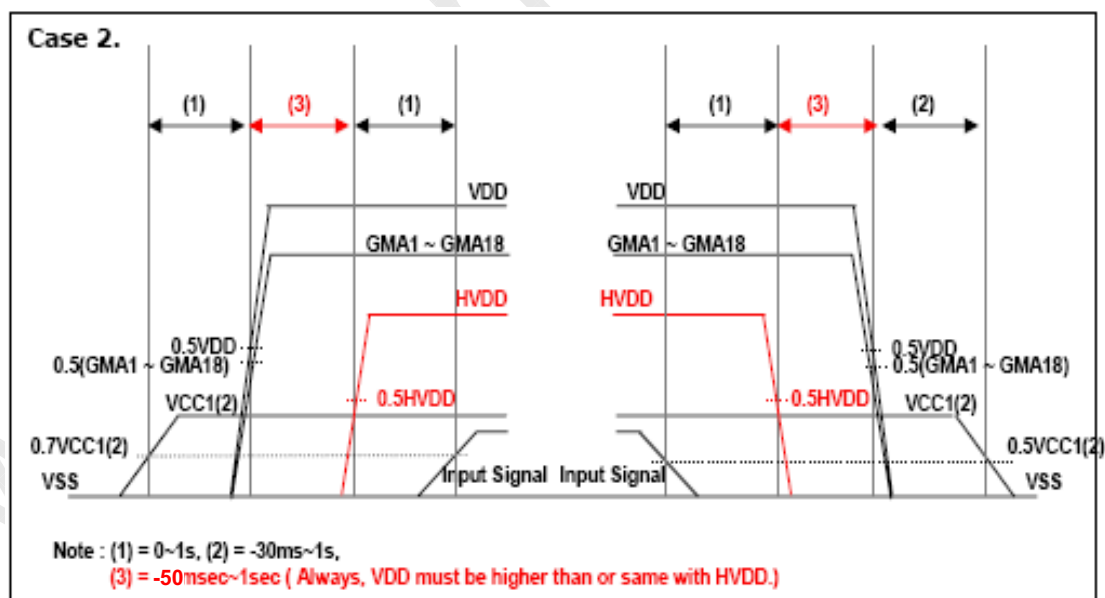 Case 2.
(1) (3) (1) (1) (3) (2)
VDD VDD
GMA1 ~ GMA18 GMA1 ~ GMA18
HVDD HVDD
0.5VDD 0.5VDD
0.5(GMA1 ~ GMA18) 0.5(GMA1 ~ GMA18)
VCC1(2) 0.5HVDD 0.5HVDD VCC1(2)
0.7VCC1(2) 0.5VCC1(2)
VSS Input Signal Input Signal VSS
Note : (1) = 0~1s, (2) = -30ms~1s,
(3) = -50msec~1sec ( Always, VDD must be higher than or same with HVDD.)